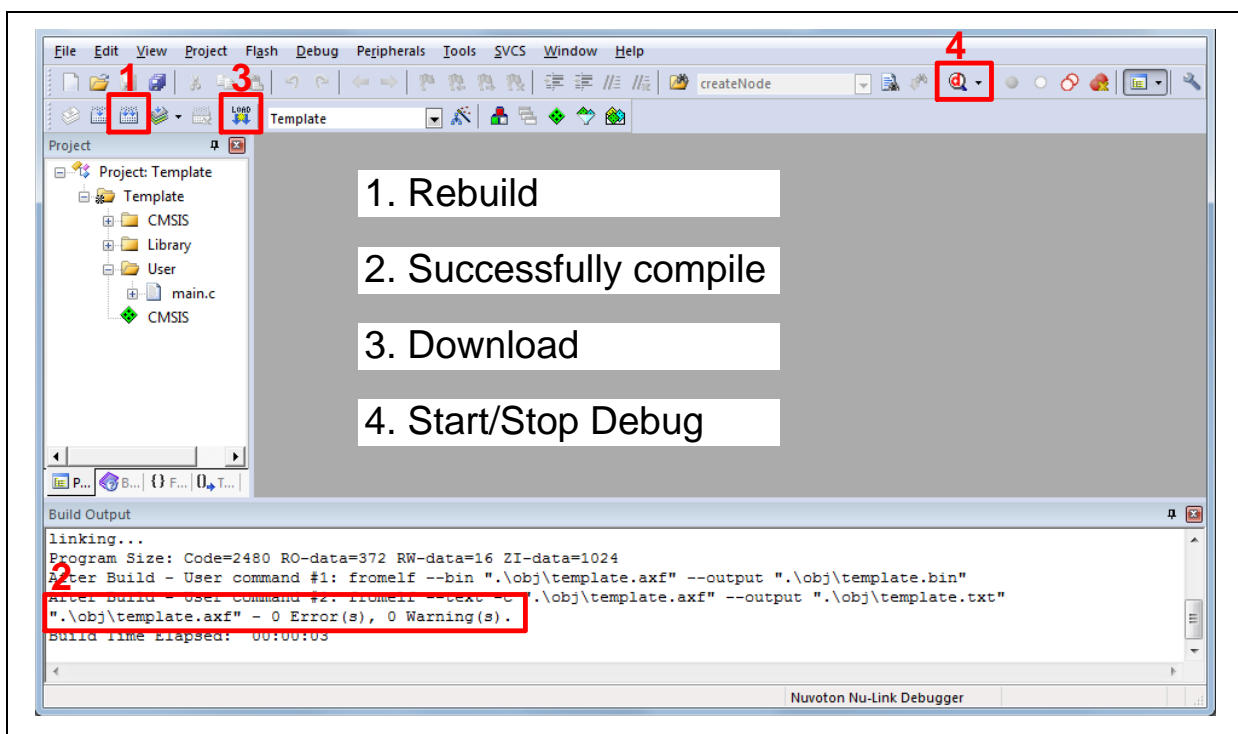 File Edit View Project Flash Debug Peripherals Tools SVCS Window Help
4
1
3
createNode
LOAD
Template
Project
Project: Template
Template
CMSIS
Library
User
main.c
CMSIS
1. Rebuild
2. Successfully compile
3. Download
4. Start/Stop Debug
P... B... {} F... 0 T...
Build Output
linking...
Program Size: Code=2480 RO-data=372 RW-data=16 ZI-data=1024
After Build - User command #1: fromelf --bin ".\obj\template.axf" --output ".\obj\template.bin"
2
After Build - User command #2: fromelf --text -c ".\obj\template.axf" --output ".\obj\template.txt"
".\obj\template.axf" - 0 Error(s), 0 Warning(s).
Build Time Elapsed: 00:00:03
Nuvoton Nu-Link Debugger